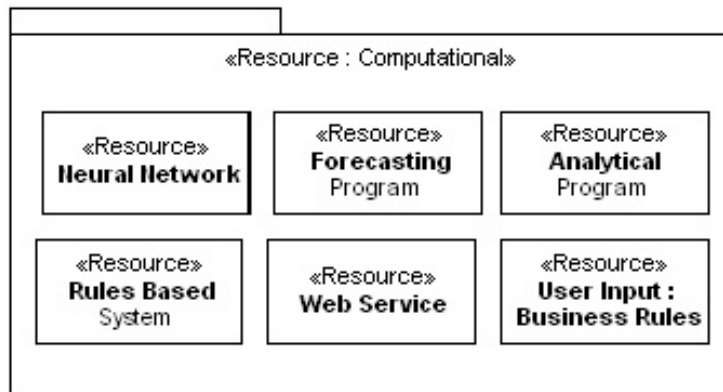 «Resource : Computational»
«Resource»
Neural Network
«Resource»
Forecasting
Program
«Resource»
Analytical
Program
«Resource»
Rules Based
System
«Resource»
Web Service
«Resource»
User Input :
Business Rules